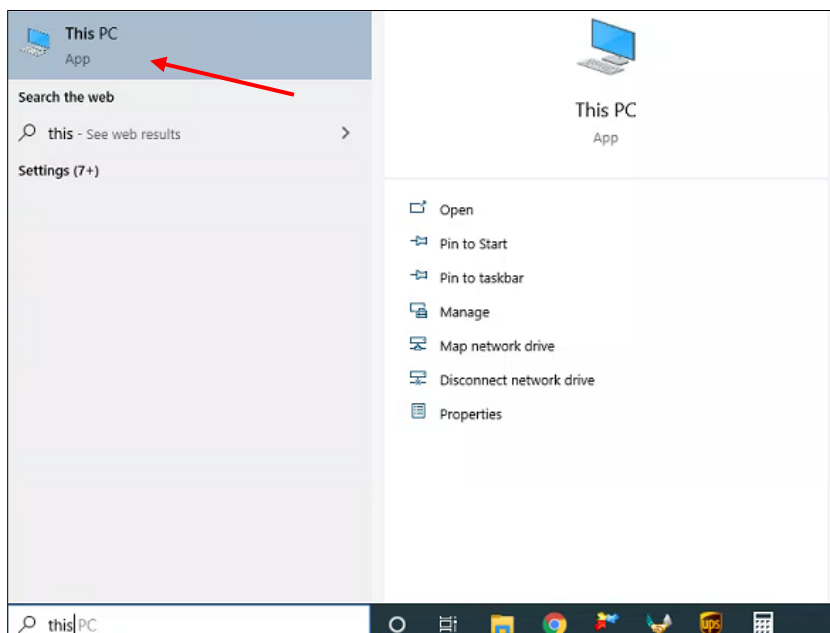 This PC
App
Search the web
this - See web results
Settings (7+)
This PC
App
Open
Pin to Start
Pin to taskbar
Manage
Map network drive
Disconnect network drive
Properties
this PC
ups